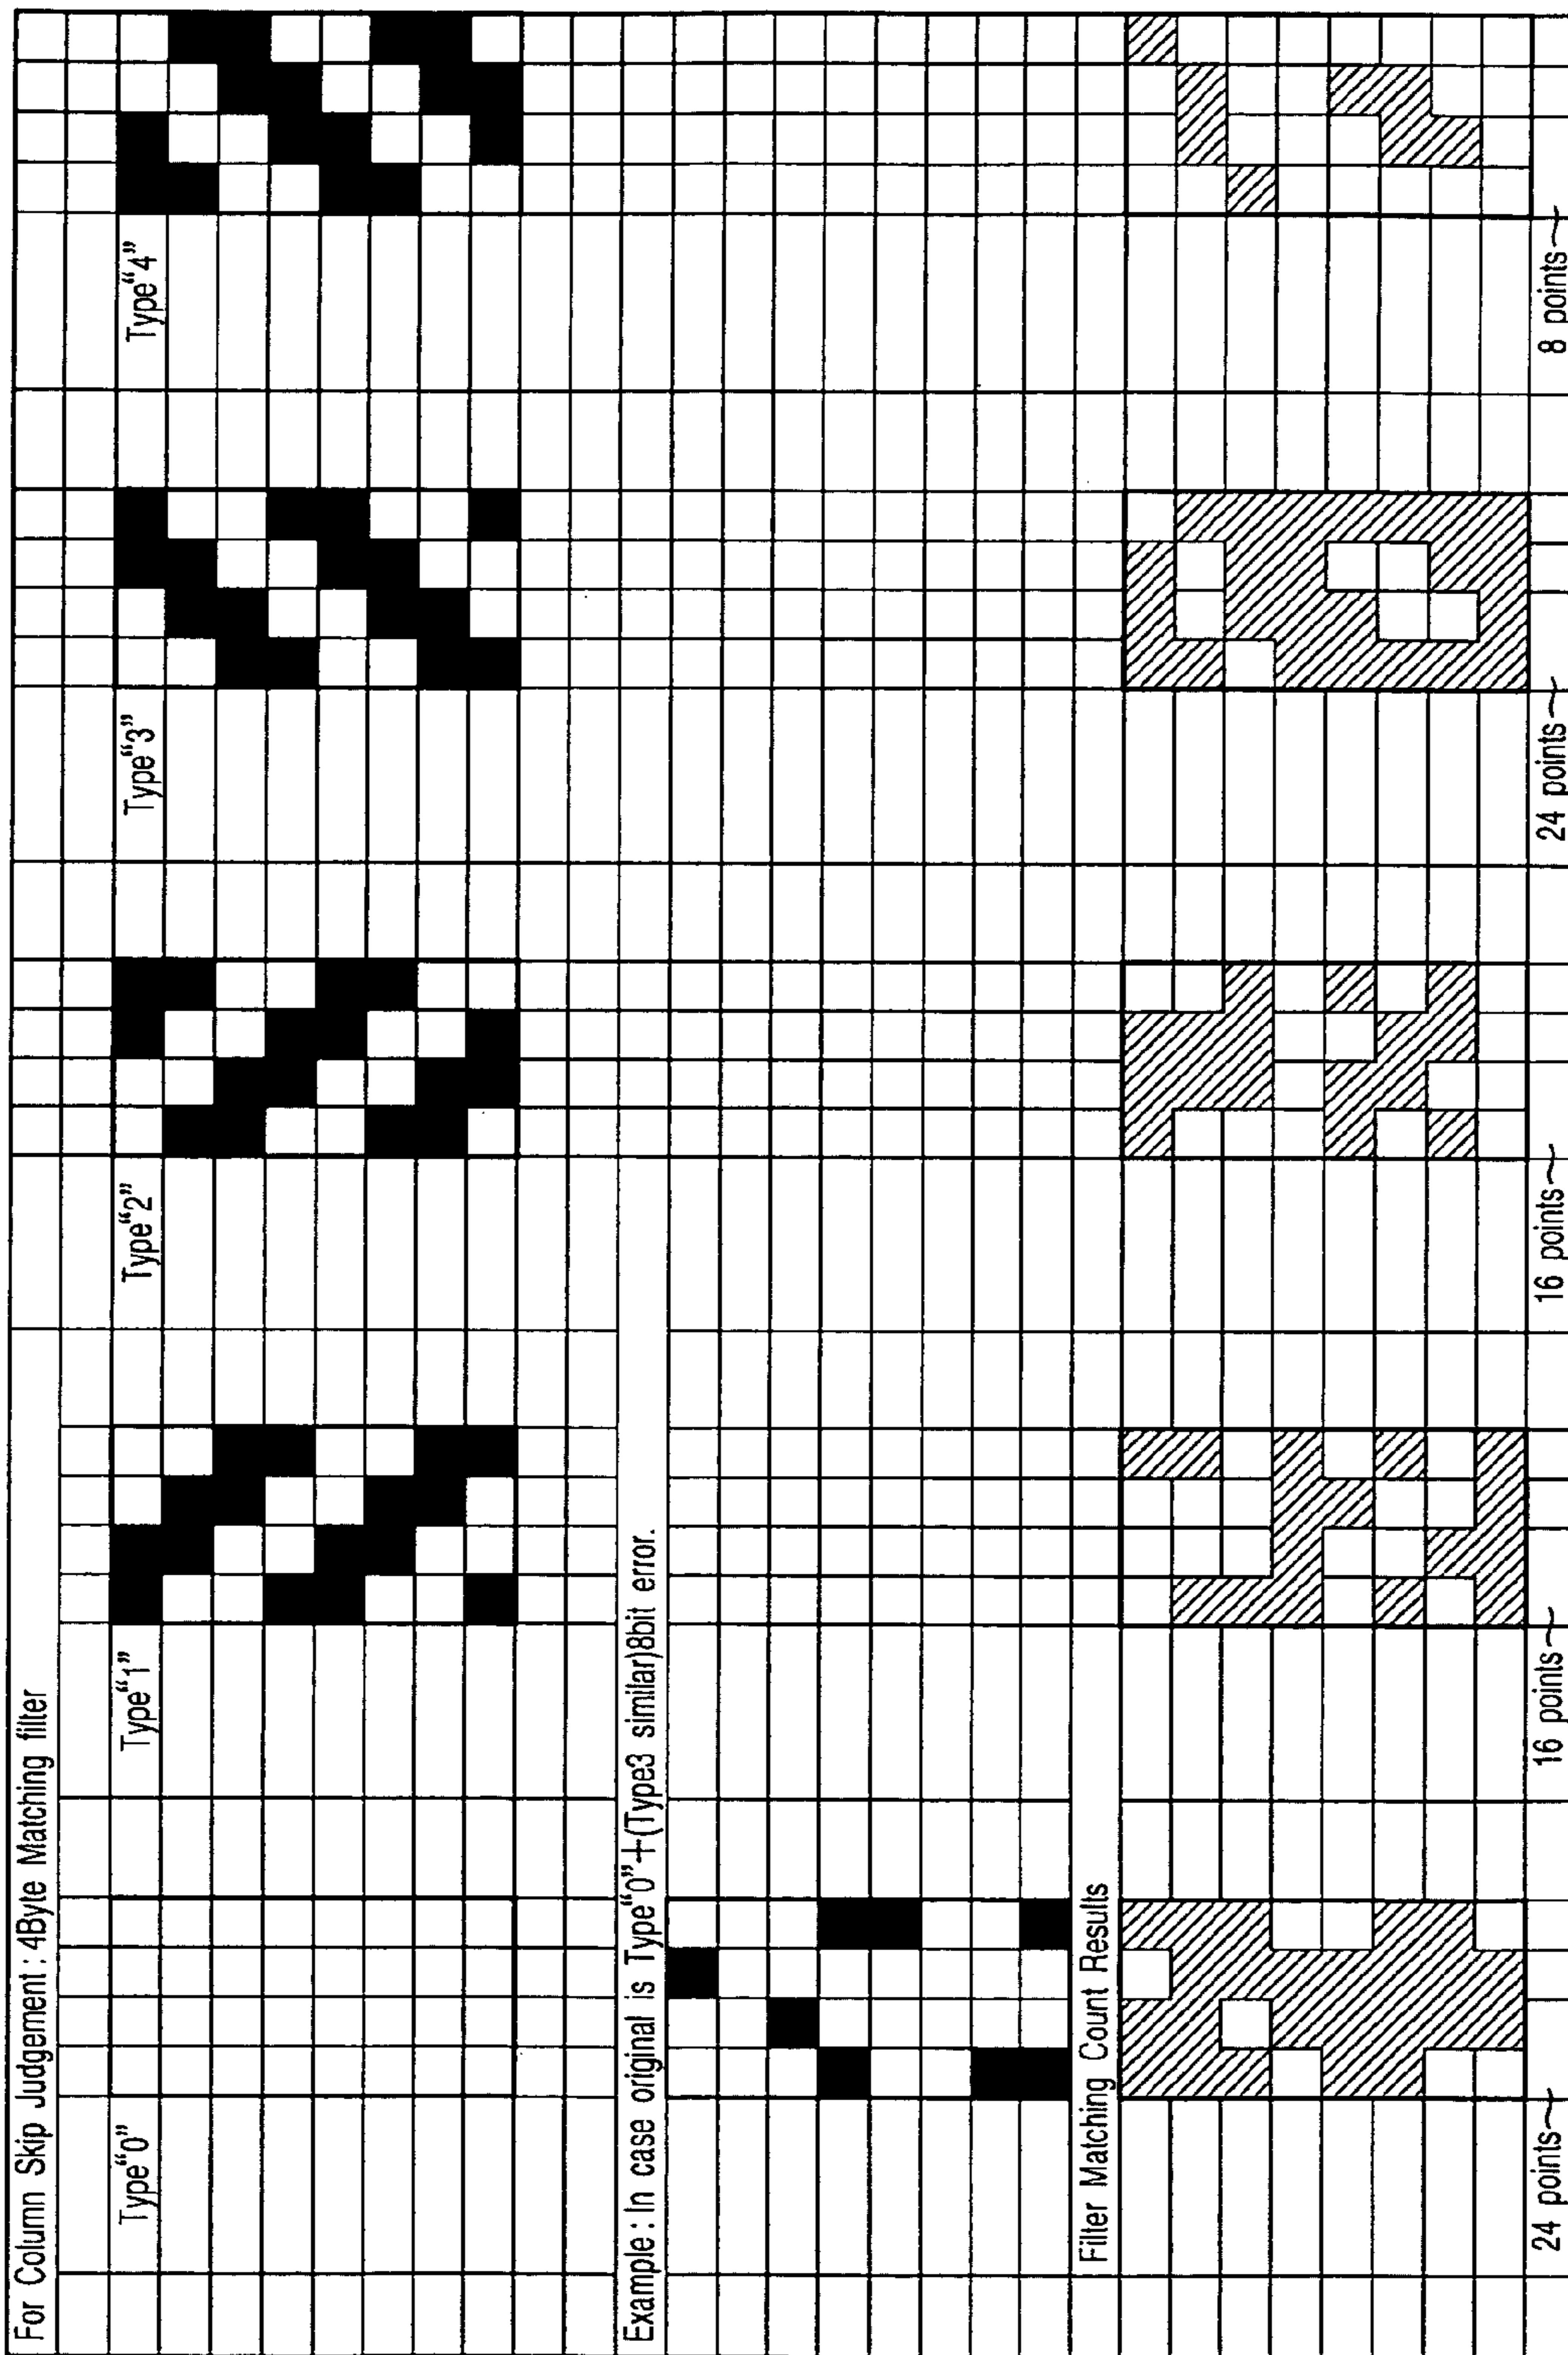 For Column Skip Judgement : 4Byte Matching filter
Type“0”
Type“1”
Type“2”
Type“3”
Type“4”
Example : In case original is Type“0”+(Type3 similar)8bit error.
Filter Matching Count Results
24 points
16 points
16 points
24 points
8 points